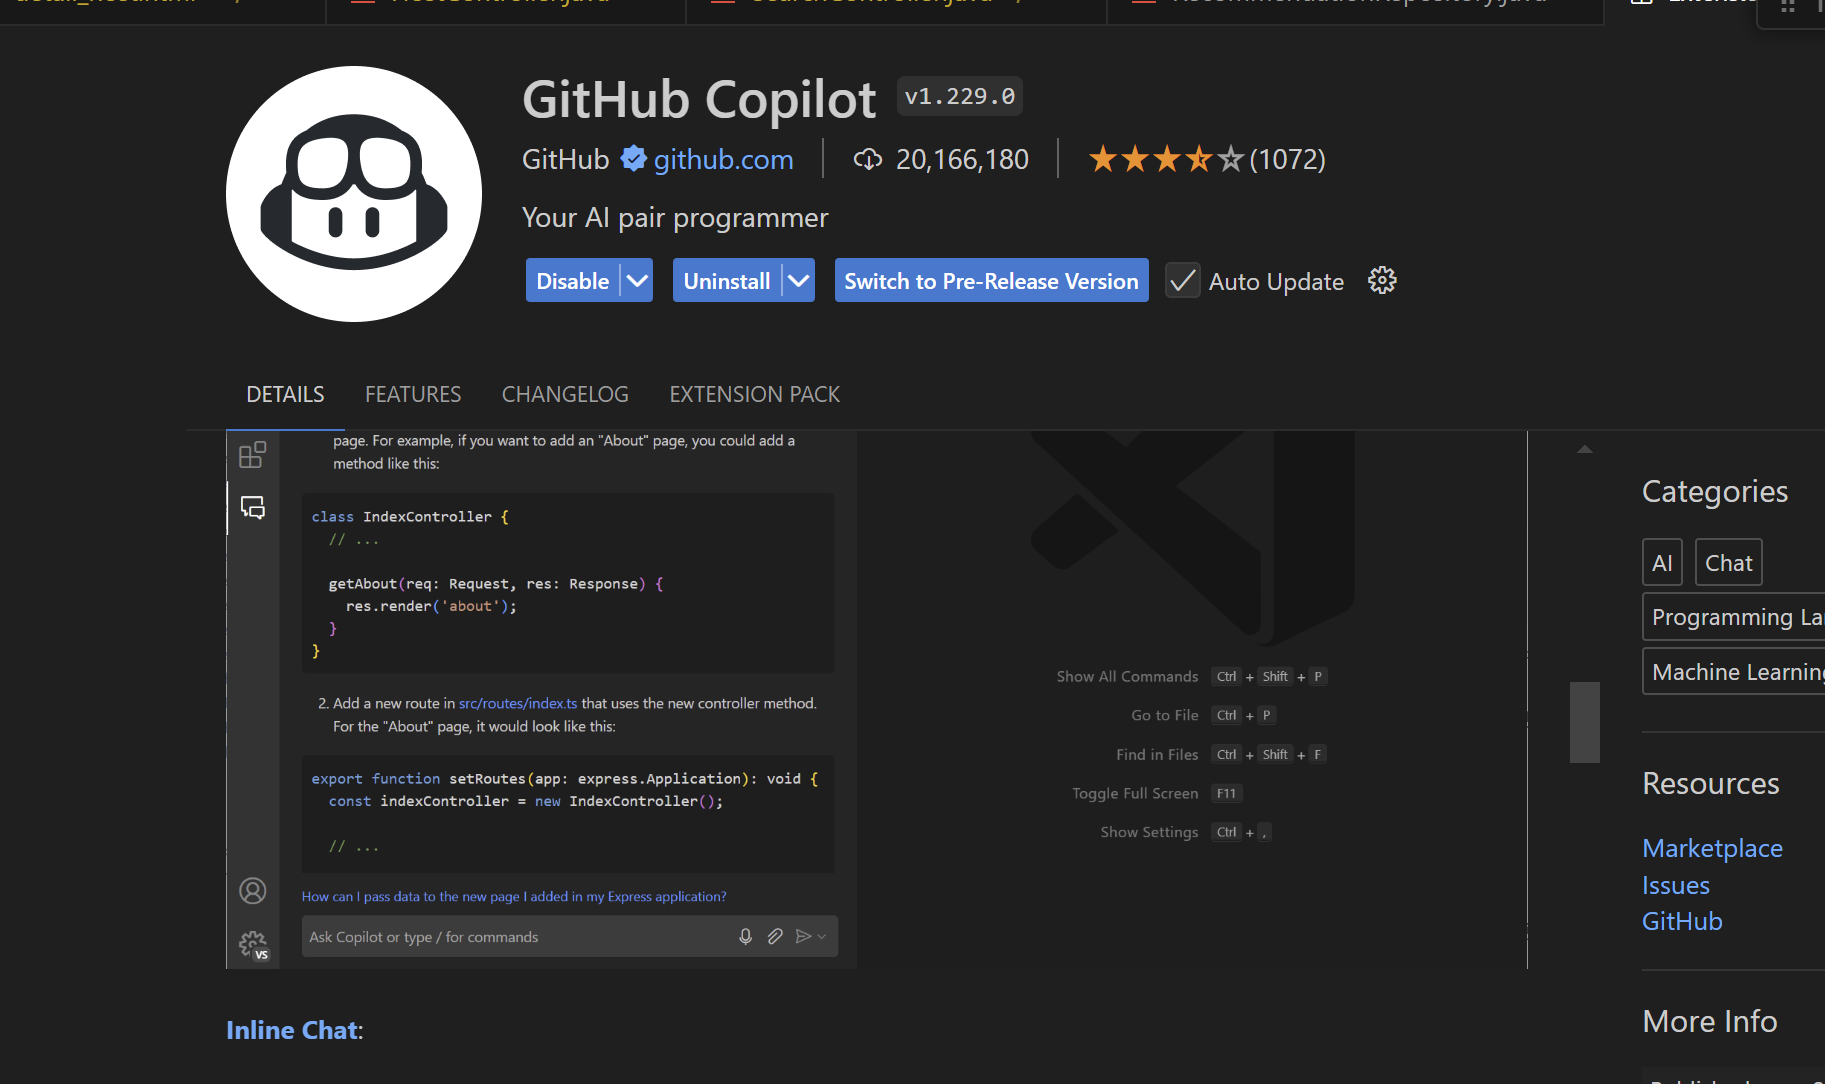 GitHub Copilot v1.229.0
GitHub github.com 20,166,180 (1072)
Your AI pair programmer
Disable Uninstall Switch to Pre-Release Version Auto Update
DETAILS FEATURES CHANGELOG EXTENSION PACK
page. For example, if you want to add an "About" page, you could add a
method like this:
class IndexController {
// ...
getAbout(req: Request, res: Response) {
res.render('about');
}
}
2. Add a new route in src/routes/index.ts that uses the new controller method.
For the "About" page, it would look like this:
export function setRoutes(app: express.Application): void {
const indexController = new IndexController();
// ...
How can I pass data to the new page I added in my Express application?
Ask Copilot or type / for commands
VS
Show All Commands Ctrl + Shift + P
Go to File Ctrl + P
Find in Files Ctrl + Shift + F
Toggle Full Screen F11
Show Settings Ctrl + ,
Inline Chat:
Categories
AI Chat
Programming La
Machine Learning
Resources
Marketplace
Issues
GitHub
More Info